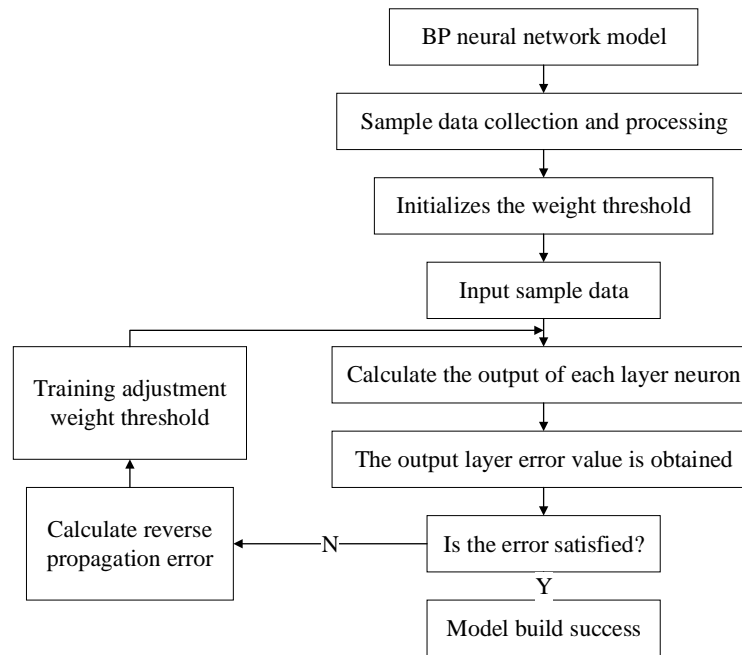 BP neural network model
Sample data collection and processing
Initializes the weight threshold
Input sample data
Training adjustment
weight threshold
Calculate the output of each layer neuron
The output layer error value is obtained
Calculate reverse
propagation error
N
Is the error satisfied?
Y
Model build success